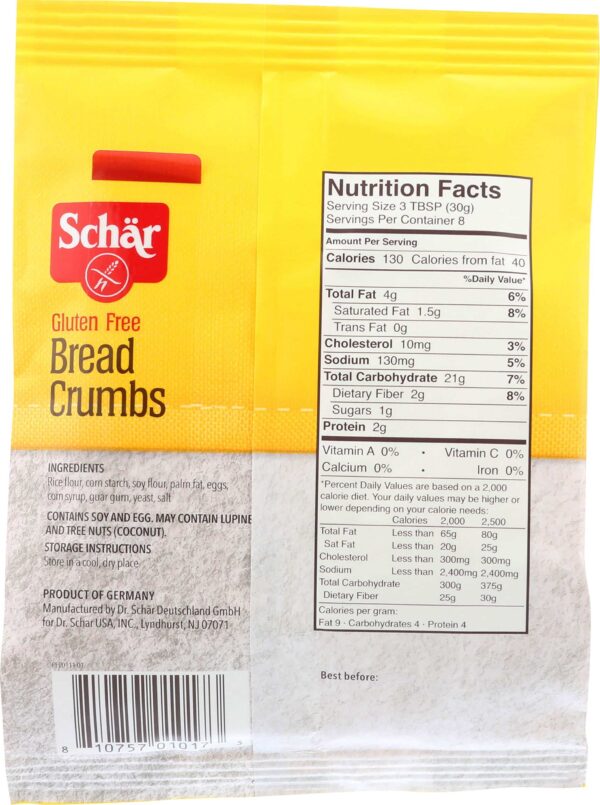 Schär
Gluten Free
Bread
Crumbs
INGREDIENTS
Rice flour, corn starch, soy flour, palm fat, eggs,
corn syrup, guar gum, yeast, salt
CONTAINS SOY AND EGG. MAY CONTAIN LUPINE
AND TREE NUTS (COCONUT).
STORAGE INSTRUCTIONS
Store in a cool, dry place
PRODUCT OF GERMANY
Manufactured by Dr. Schär Deutschland GmbH
for Dr. Schär USA, INC., Lyndhurst, NJ 07071
8 10757 01017 3
Nutrition Facts
Serving Size 3 TBSP (30g)
Servings Per Container 8
Amount Per Serving
Calories 130 Calories from fat 40
%Daily Value*
Total Fat 4g 6%
Saturated Fat 1.5g 8%
Trans Fat 0g
Cholesterol 10mg 3%
Sodium 130mg 5%
Total Carbohydrate 21g 7%
Dietary Fiber 2g 8%
Sugars 1g
Protein 2g
Vitamin A 0% • Vitamin C 0%
Calcium 0% • Iron 0%
*Percent Daily Values are based on a 2,000
calorie diet. Your daily values may be higher or
lower depending on your calorie needs:
Calories 2,000 2,500
Total Fat Less than 65g 80g
Sat Fat Less than 20g 25g
Cholesterol Less than 300mg 300mg
Sodium Less than 2,400mg 2,400mg
Total Carbohydrate 300g 375g
Dietary Fiber 25g 30g
Calories per gram:
Fat 9 · Carbohydrates 4 · Protein 4
Best before: